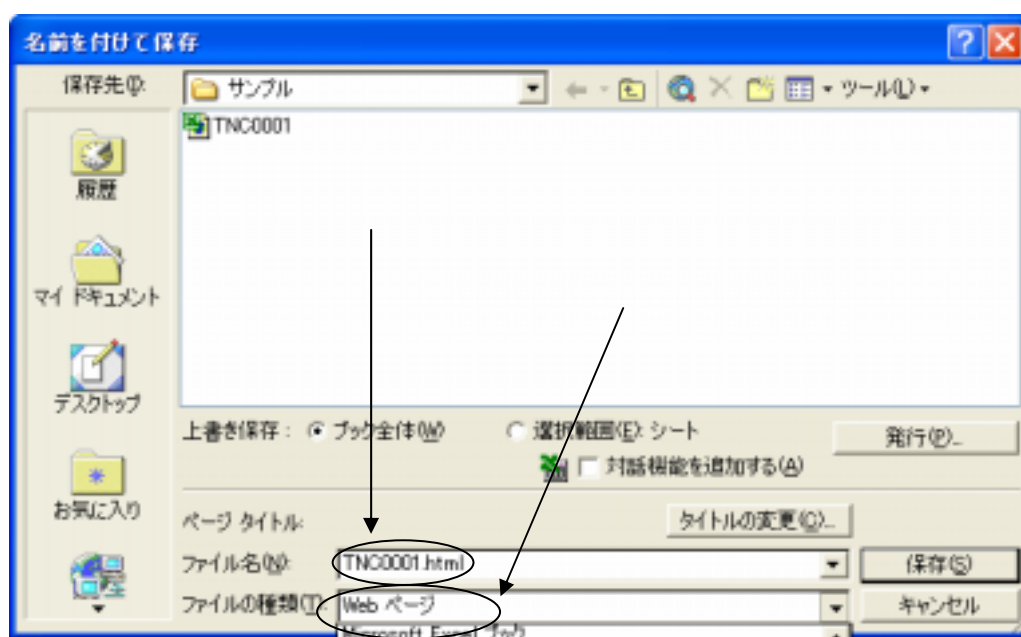 名前を付けて保存
保存先(I):
サンプル
ツール(L)
TNC0001
履歴
マイ ドキュメント
デスクトップ
お気に入り
上書き保存: ブック全体(W) 選択範囲(E): シート
発行(P)...
対話機能を追加する(A)
ページ タイトル:
タイトルの変更(C)...
ファイル名(N):
TNC0001.html
保存(S)
ファイルの種類(T):
Web ページ
キャンセル
Microsoft Excel ブック